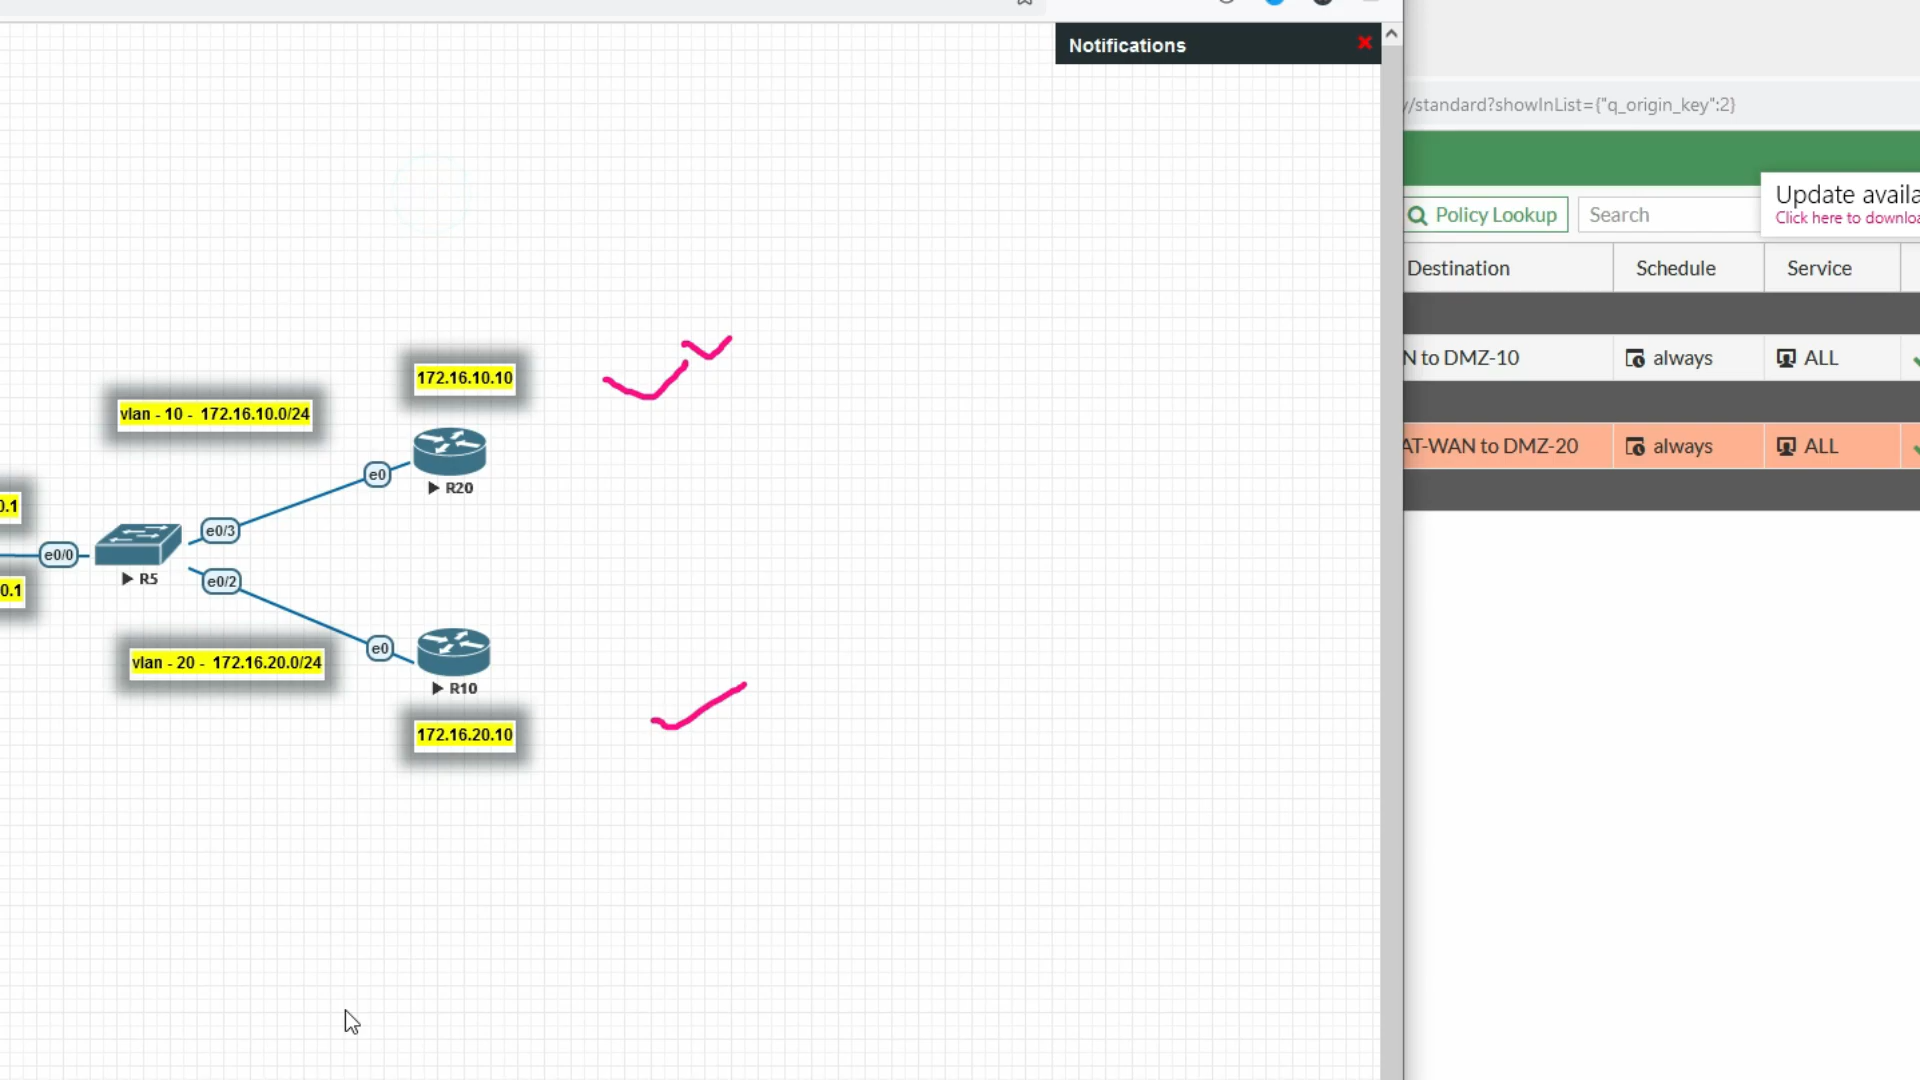 Notifications
172.16.10.10
vlan - 10 - 172.16.10.0/24
e0
R20
0.1
e0/3
e0/0
R5
e0/2
0.1
e0
vlan - 20 - 172.16.20.0/24
R10
172.16.20.10
/standard?showInList={"q_origin_key":2}
Update availa
Click here to downloa
Policy Lookup
Search
Destination Schedule Service
N to DMZ-10 always ALL
AT-WAN to DMZ-20 always ALL